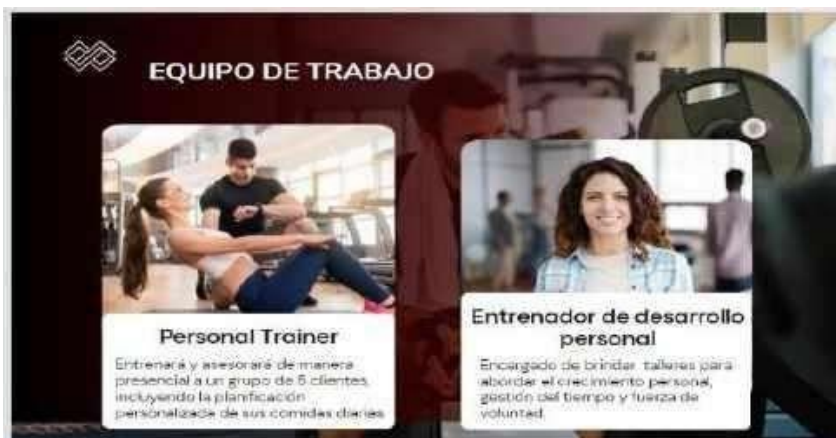 EQUIPO DE TRABAJO
Personal Trainer
Entrenará y asesorará de manera
presencial a un grupo de 5 clientes,
incluyendo la planificación
personalizada de sus comidas diarias
Entrenador de desarrollo
personal
Encargado de brindar talleres para
abordar el crecimiento personal,
gestión del tiempo y fuerza de
voluntad.